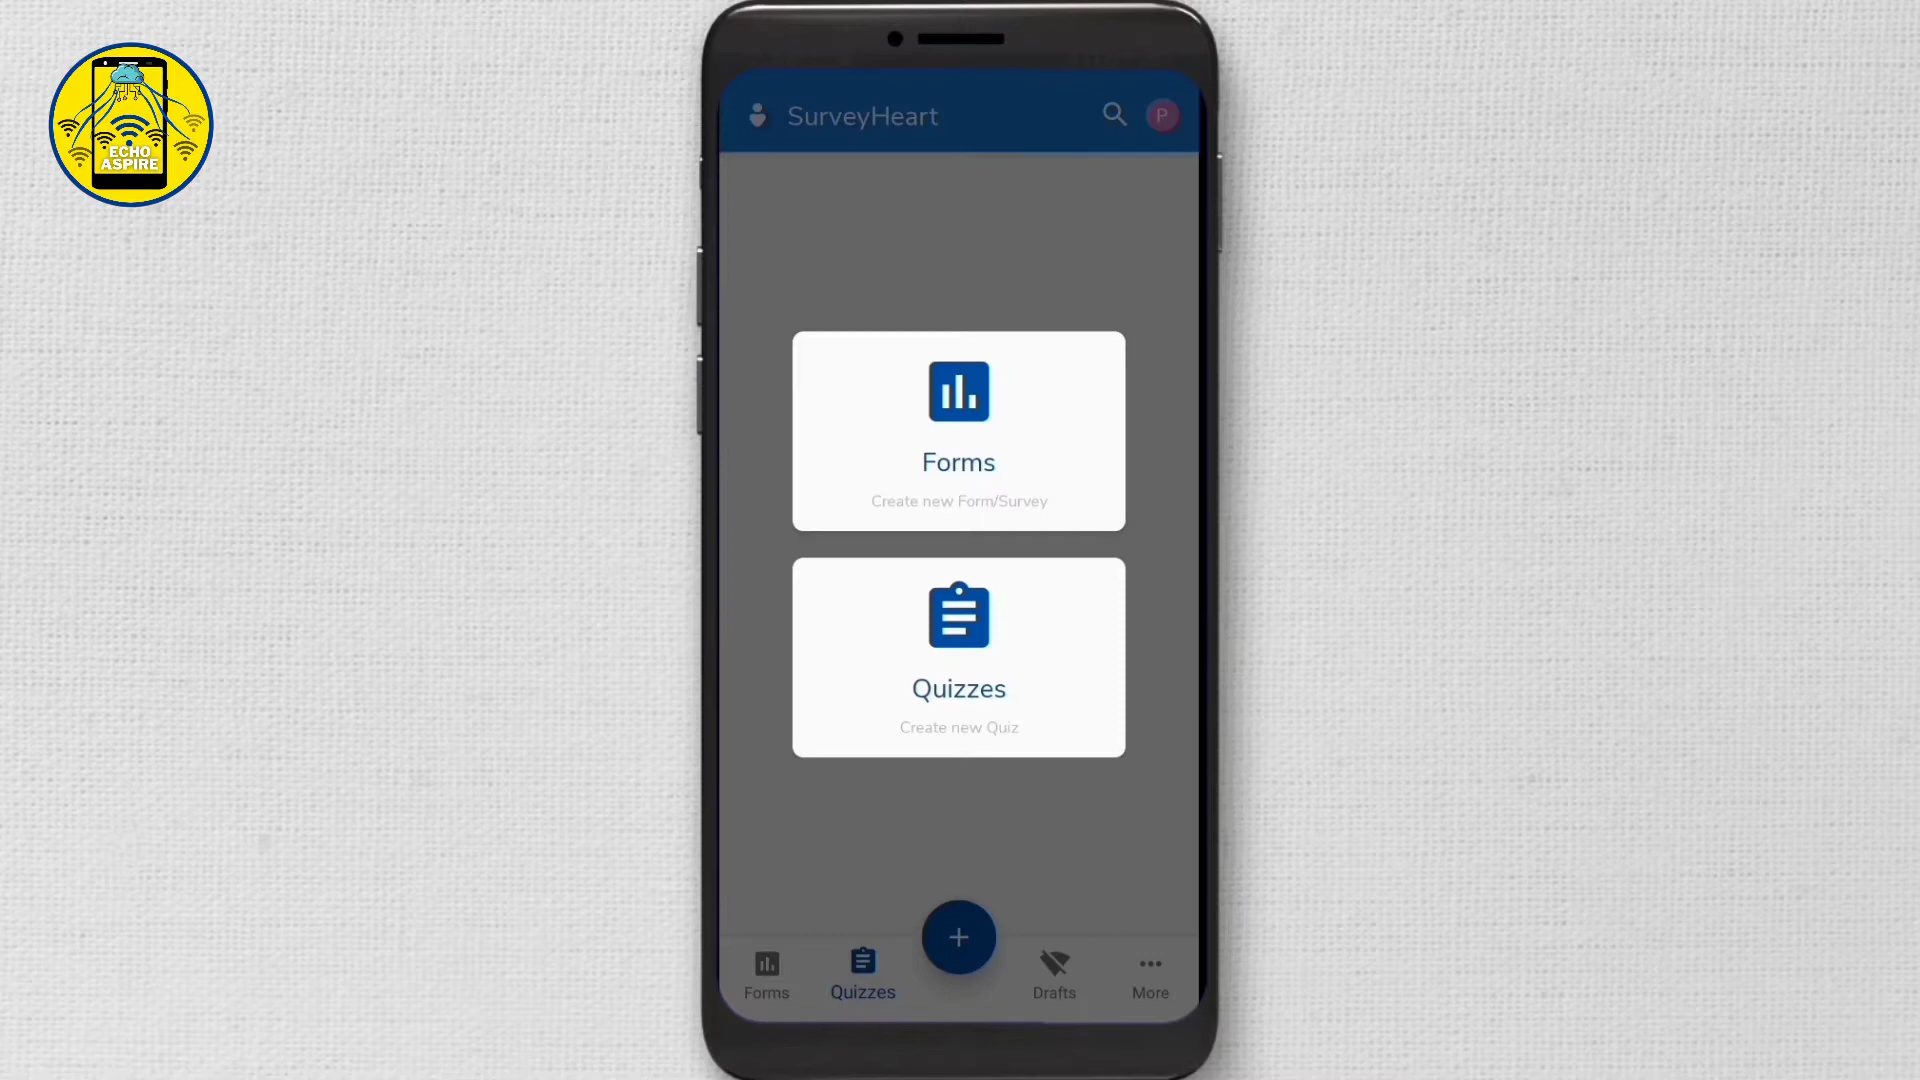 ECHO
ASPIRE
SurveyHeart
P
Forms
Create new Form/Survey
Quizzes
Create new Quiz
+
Forms
Quizzes
Drafts
More